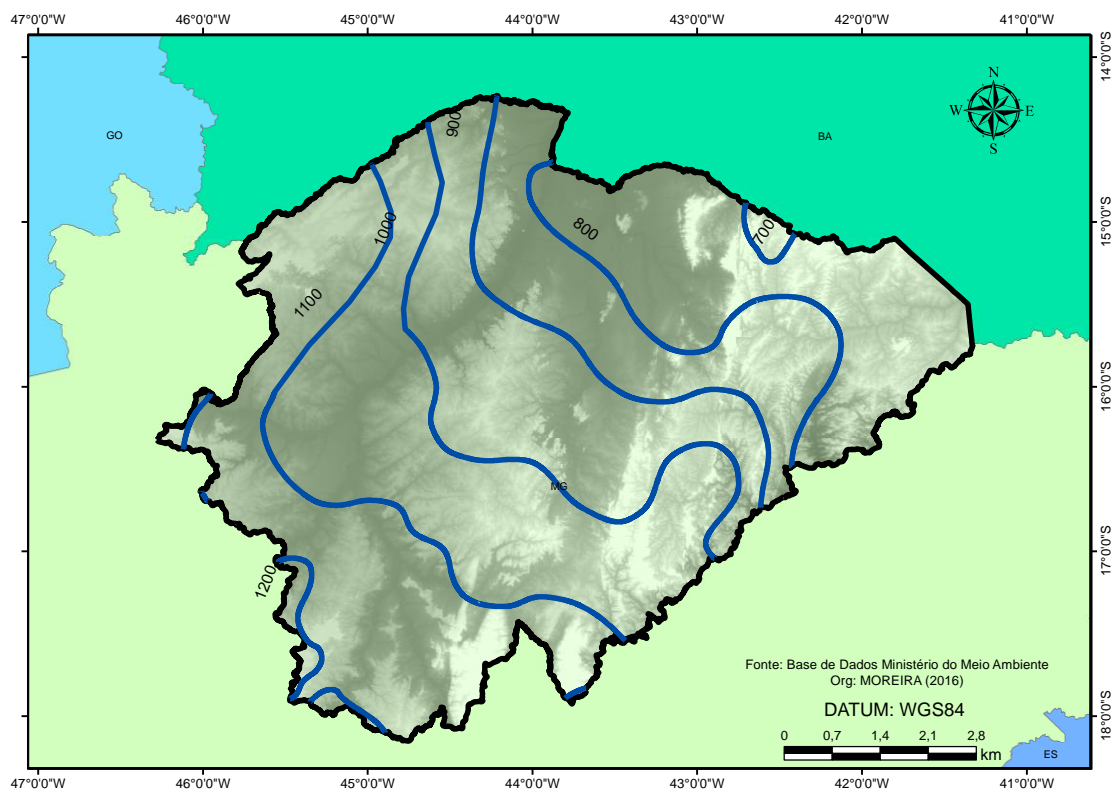 47°0'0"W 46°0'0"W 45°0'0"W 44°0'0"W 43°0'0"W 42°0'0"W 41°0'0"W
14°0'0"S
N
W E
S
GO
BA
900
800
700
1000
15°0'0"S
1100
16°0'0"S
MG
17°0'0"S
1200
Fonte: Base de Dados Ministério do Meio Ambiente
Org: MOREIRA (2016)
DATUM: WGS84
18°0'0"S
0 0,7 1,4 2,1 2,8
km
ES
47°0'0"W 46°0'0"W 45°0'0"W 44°0'0"W 43°0'0"W 42°0'0"W 41°0'0"W